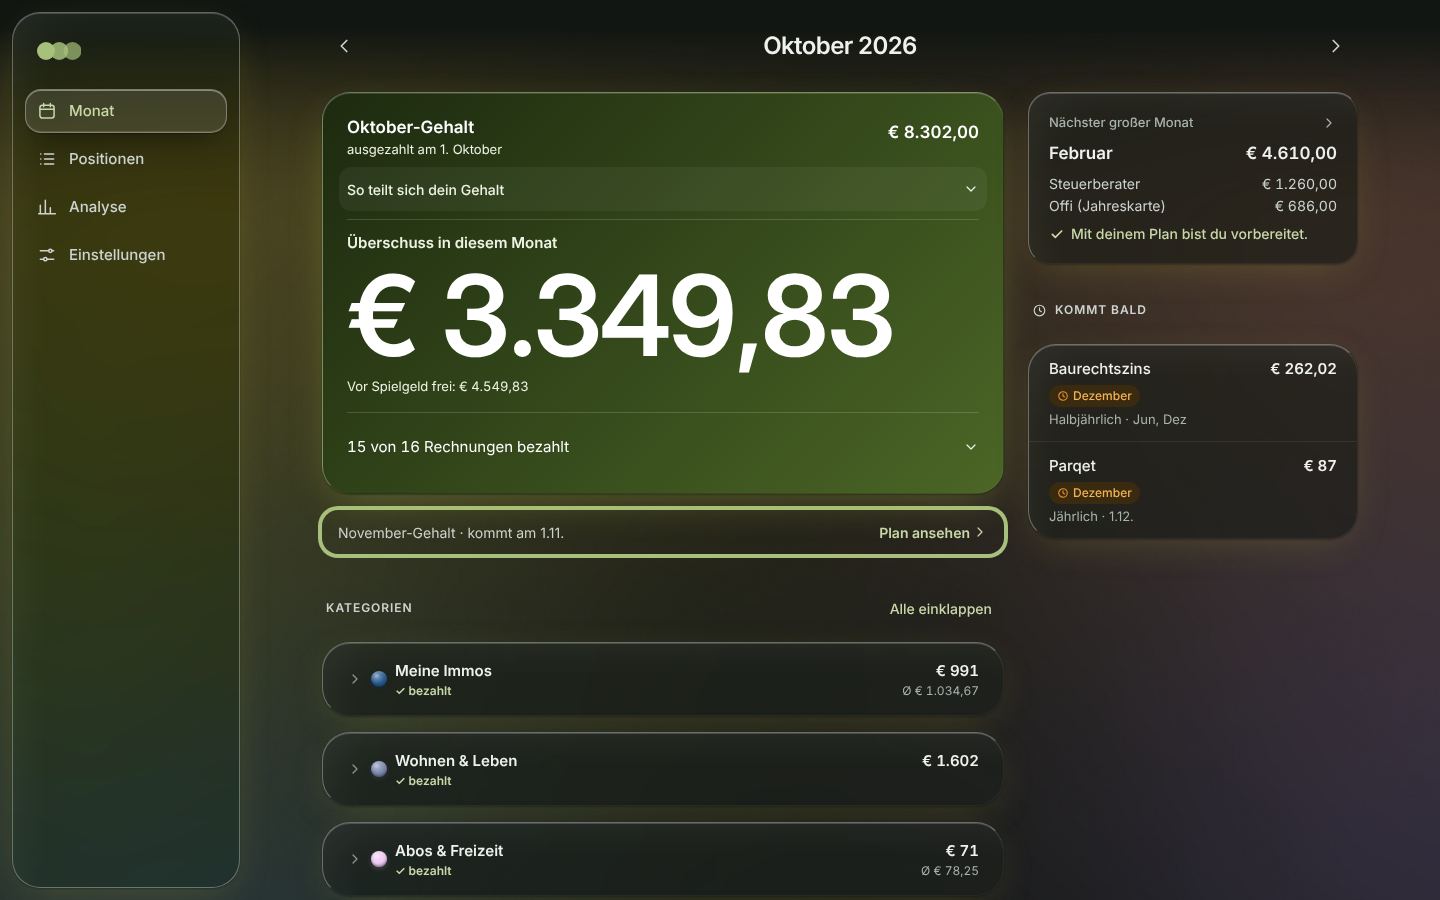 Oktober 2026
Monat
Positionen
Analyse
Einstellungen
Oktober-Gehalt
€ 8.302,00
ausgezahlt am 1. Oktober
So teilt sich dein Gehalt
Überschuss in diesem Monat
€ 3.349,83
Vor Spielgeld frei: € 4.549,83
15 von 16 Rechnungen bezahlt
November-Gehalt · kommt am 1.11.
Plan ansehen
KATEGORIEN
Alle einklappen
Meine Immos
€ 991
bezahlt
Ø € 1.034,67
Wohnen & Leben
€ 1.602
bezahlt
Abos & Freizeit
€ 71
bezahlt
Ø € 78,25
Nächster großer Monat
Februar
€ 4.610,00
Steuerberater
€ 1.260,00
Offi (Jahreskarte)
€ 686,00
Mit deinem Plan bist du vorbereitet.
KOMMT BALD
Baurechtszins
€ 262,02
Dezember
Halbjährlich · Jun, Dez
Parqet
€ 87
Dezember
Jährlich · 1.12.